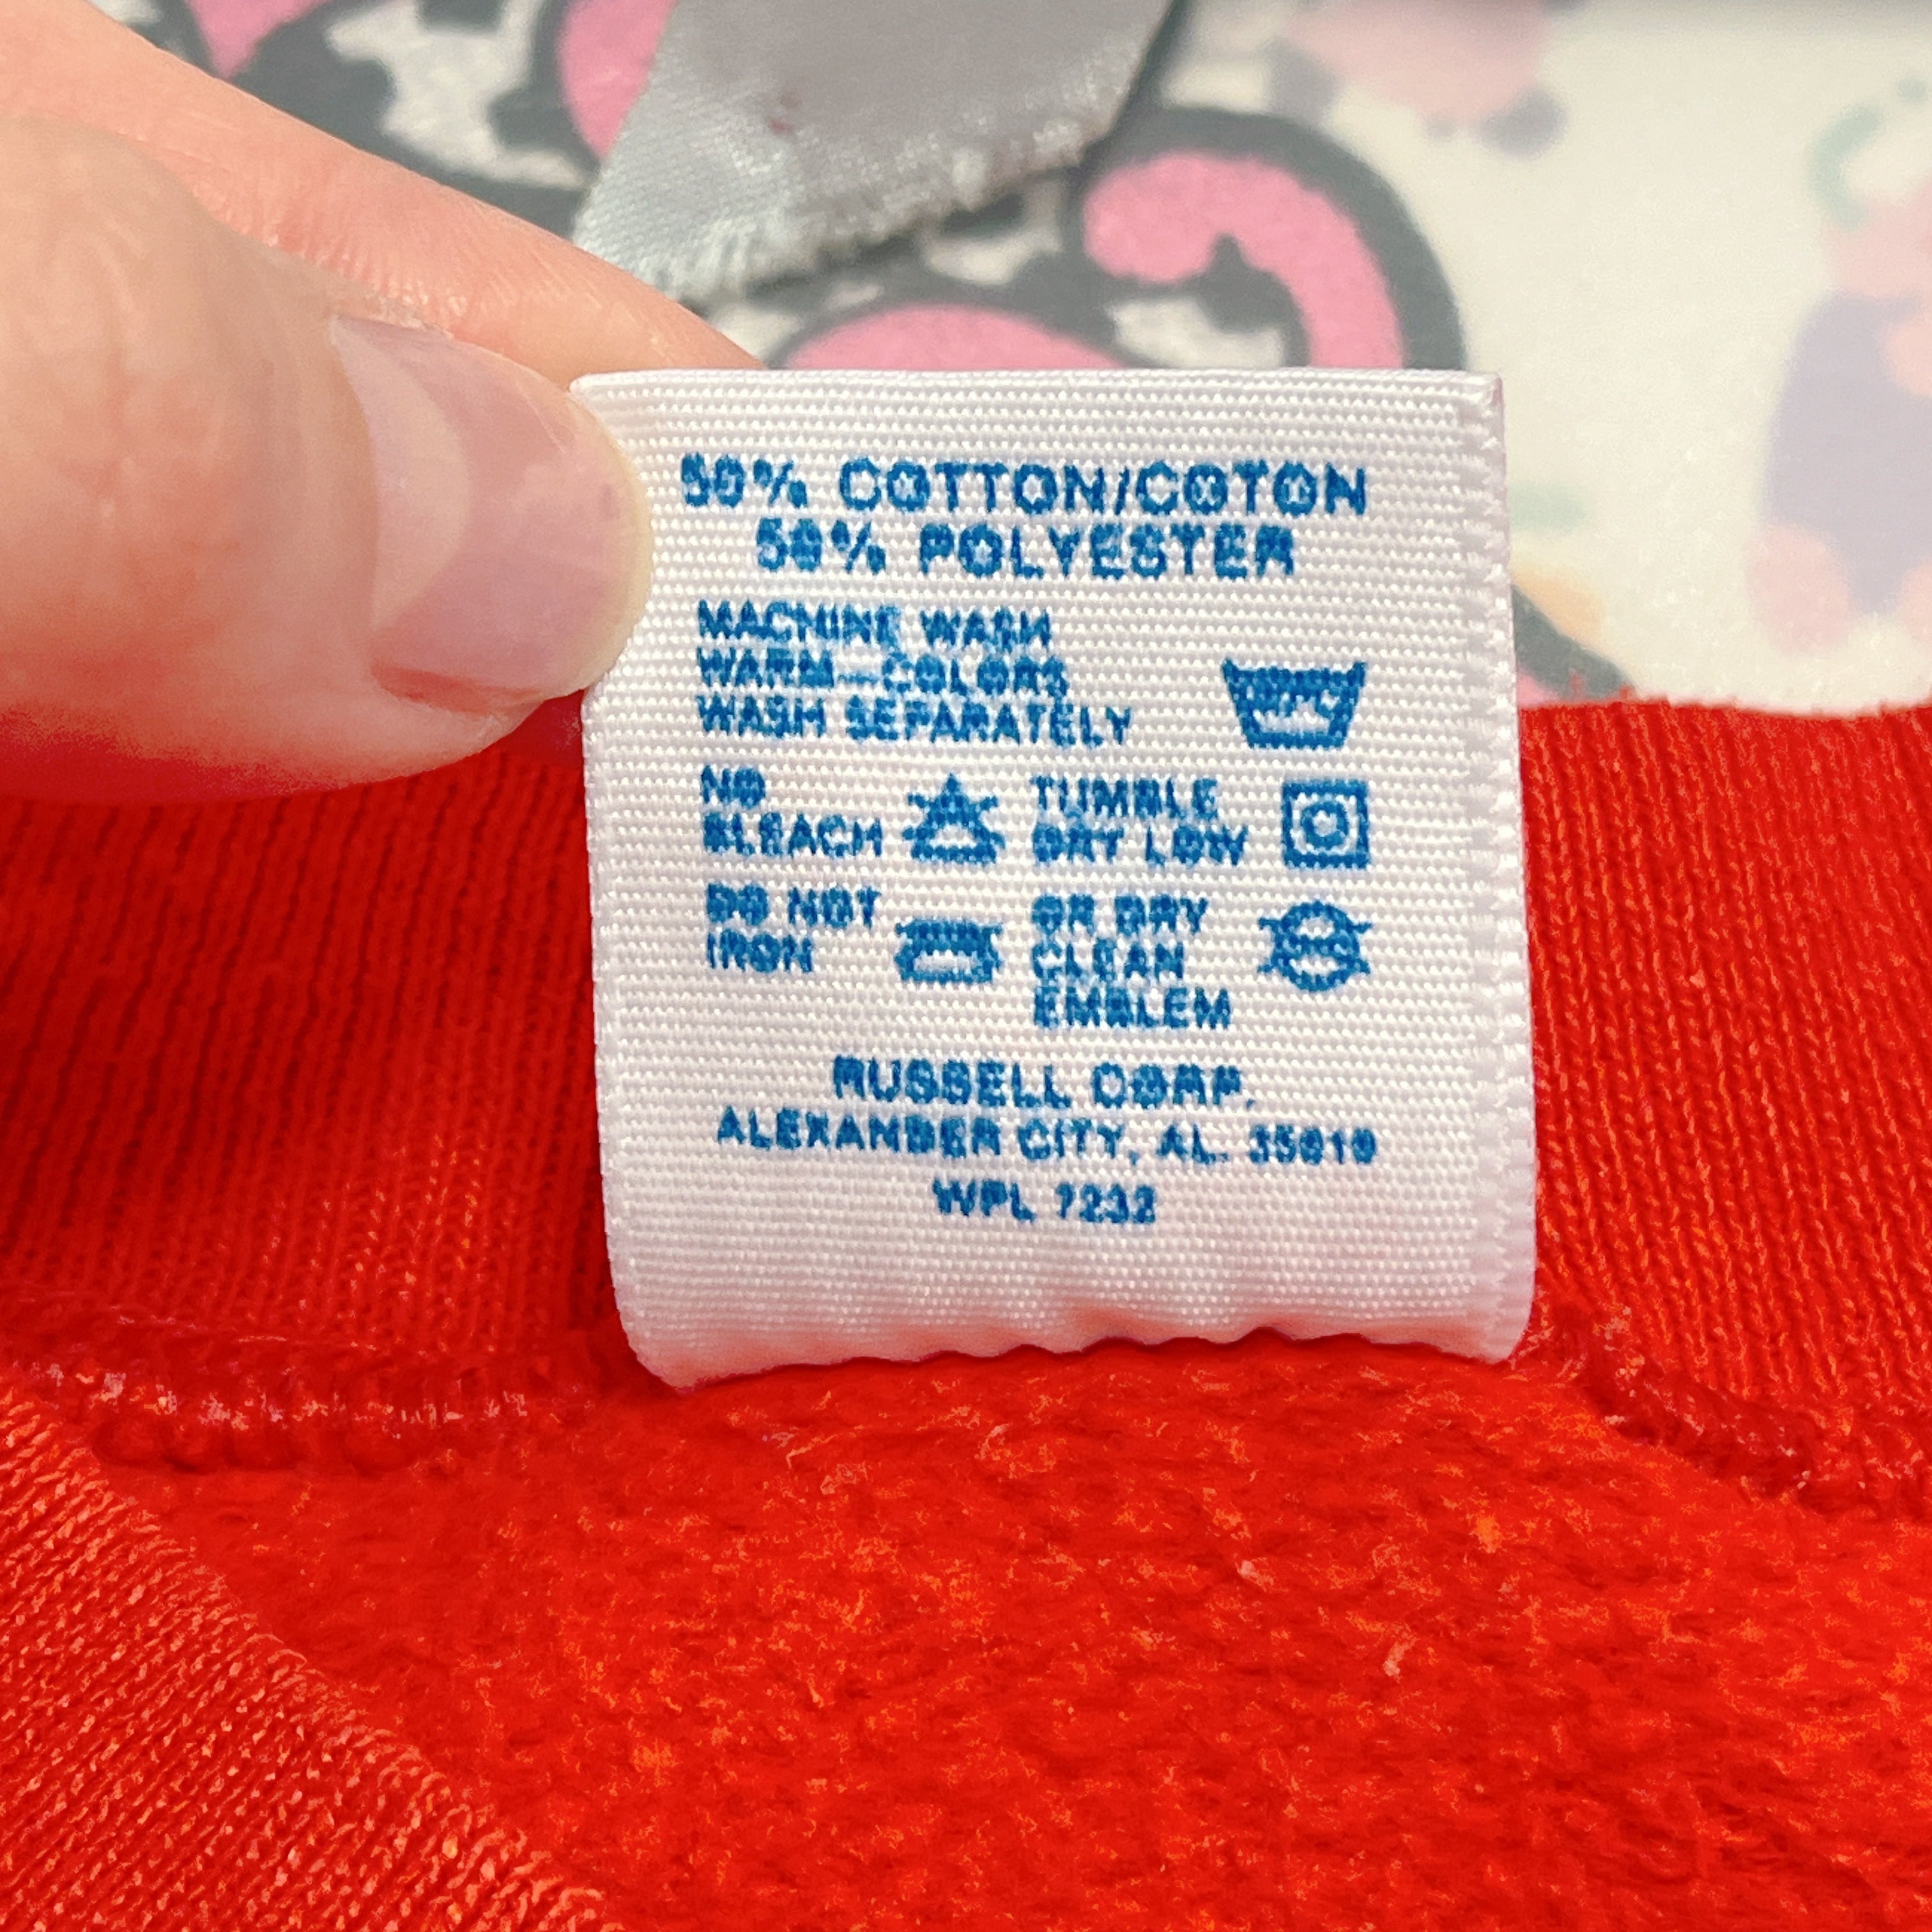 50% COTTON/COTON
50% POLYESTER
MACHINE WASH
WARM—COLORS
WASH SEPARATELY
NO
BLEACH
TUMBLE
DRY LOW
DO NOT
IRON
OR DRY
CLEAN
EMBLEM
RUSSELL CORP.
ALEXANDER CITY, AL. 35010
WPL 7232